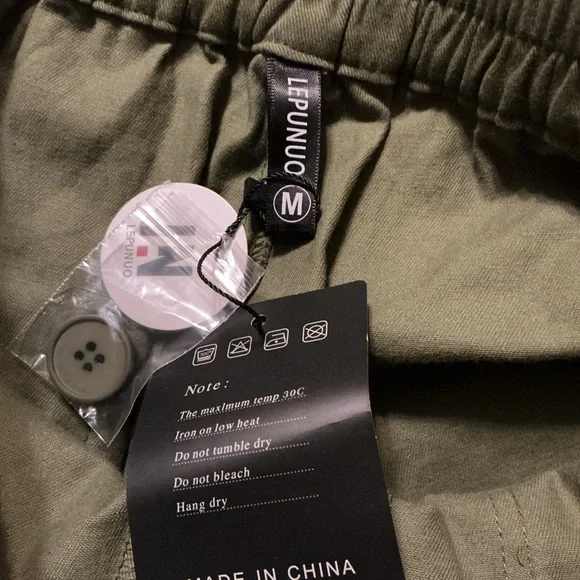 LEPUNUO
M
LEPUNUO
Note:
The maximum temp 30C
Iron on low heat
Do not tumble dry
Do not bleach
Hang dry
MADE IN CHINA